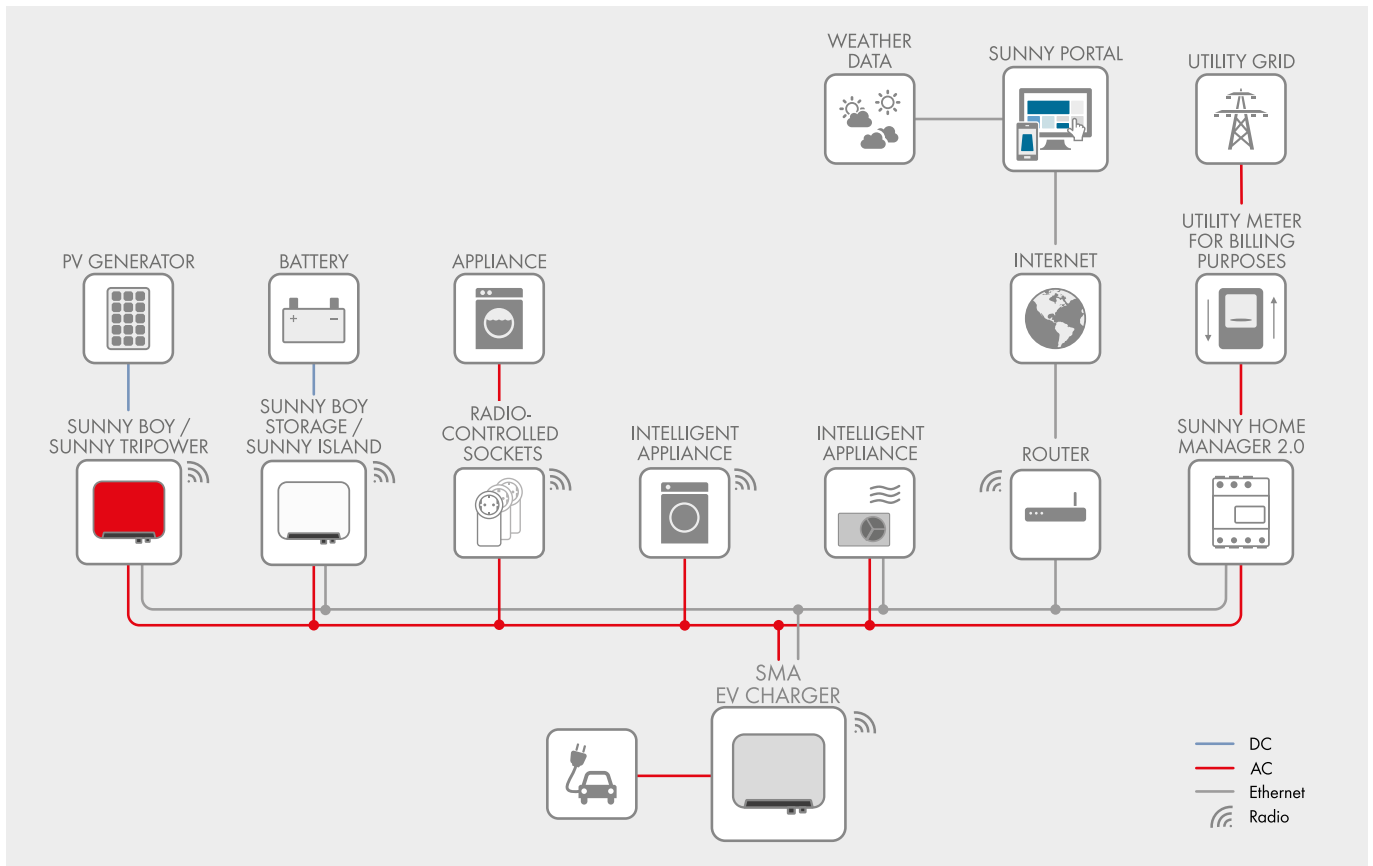 WEATHER
DATA
SUNNY PORTAL
UTILITY GRID
UTILITY METER
FOR BILLING
PURPOSES
PV GENERATOR
BATTERY
APPLIANCE
INTERNET
SUNNY BOY /
SUNNY TRIPOWER
SUNNY BOY
STORAGE /
SUNNY ISLAND
RADIO-
CONTROLLED
SOCKETS
INTELLIGENT
APPLIANCE
INTELLIGENT
APPLIANCE
ROUTER
SUNNY HOME
MANAGER 2.0
SMA
EV CHARGER
DC
AC
Ethernet
Radio